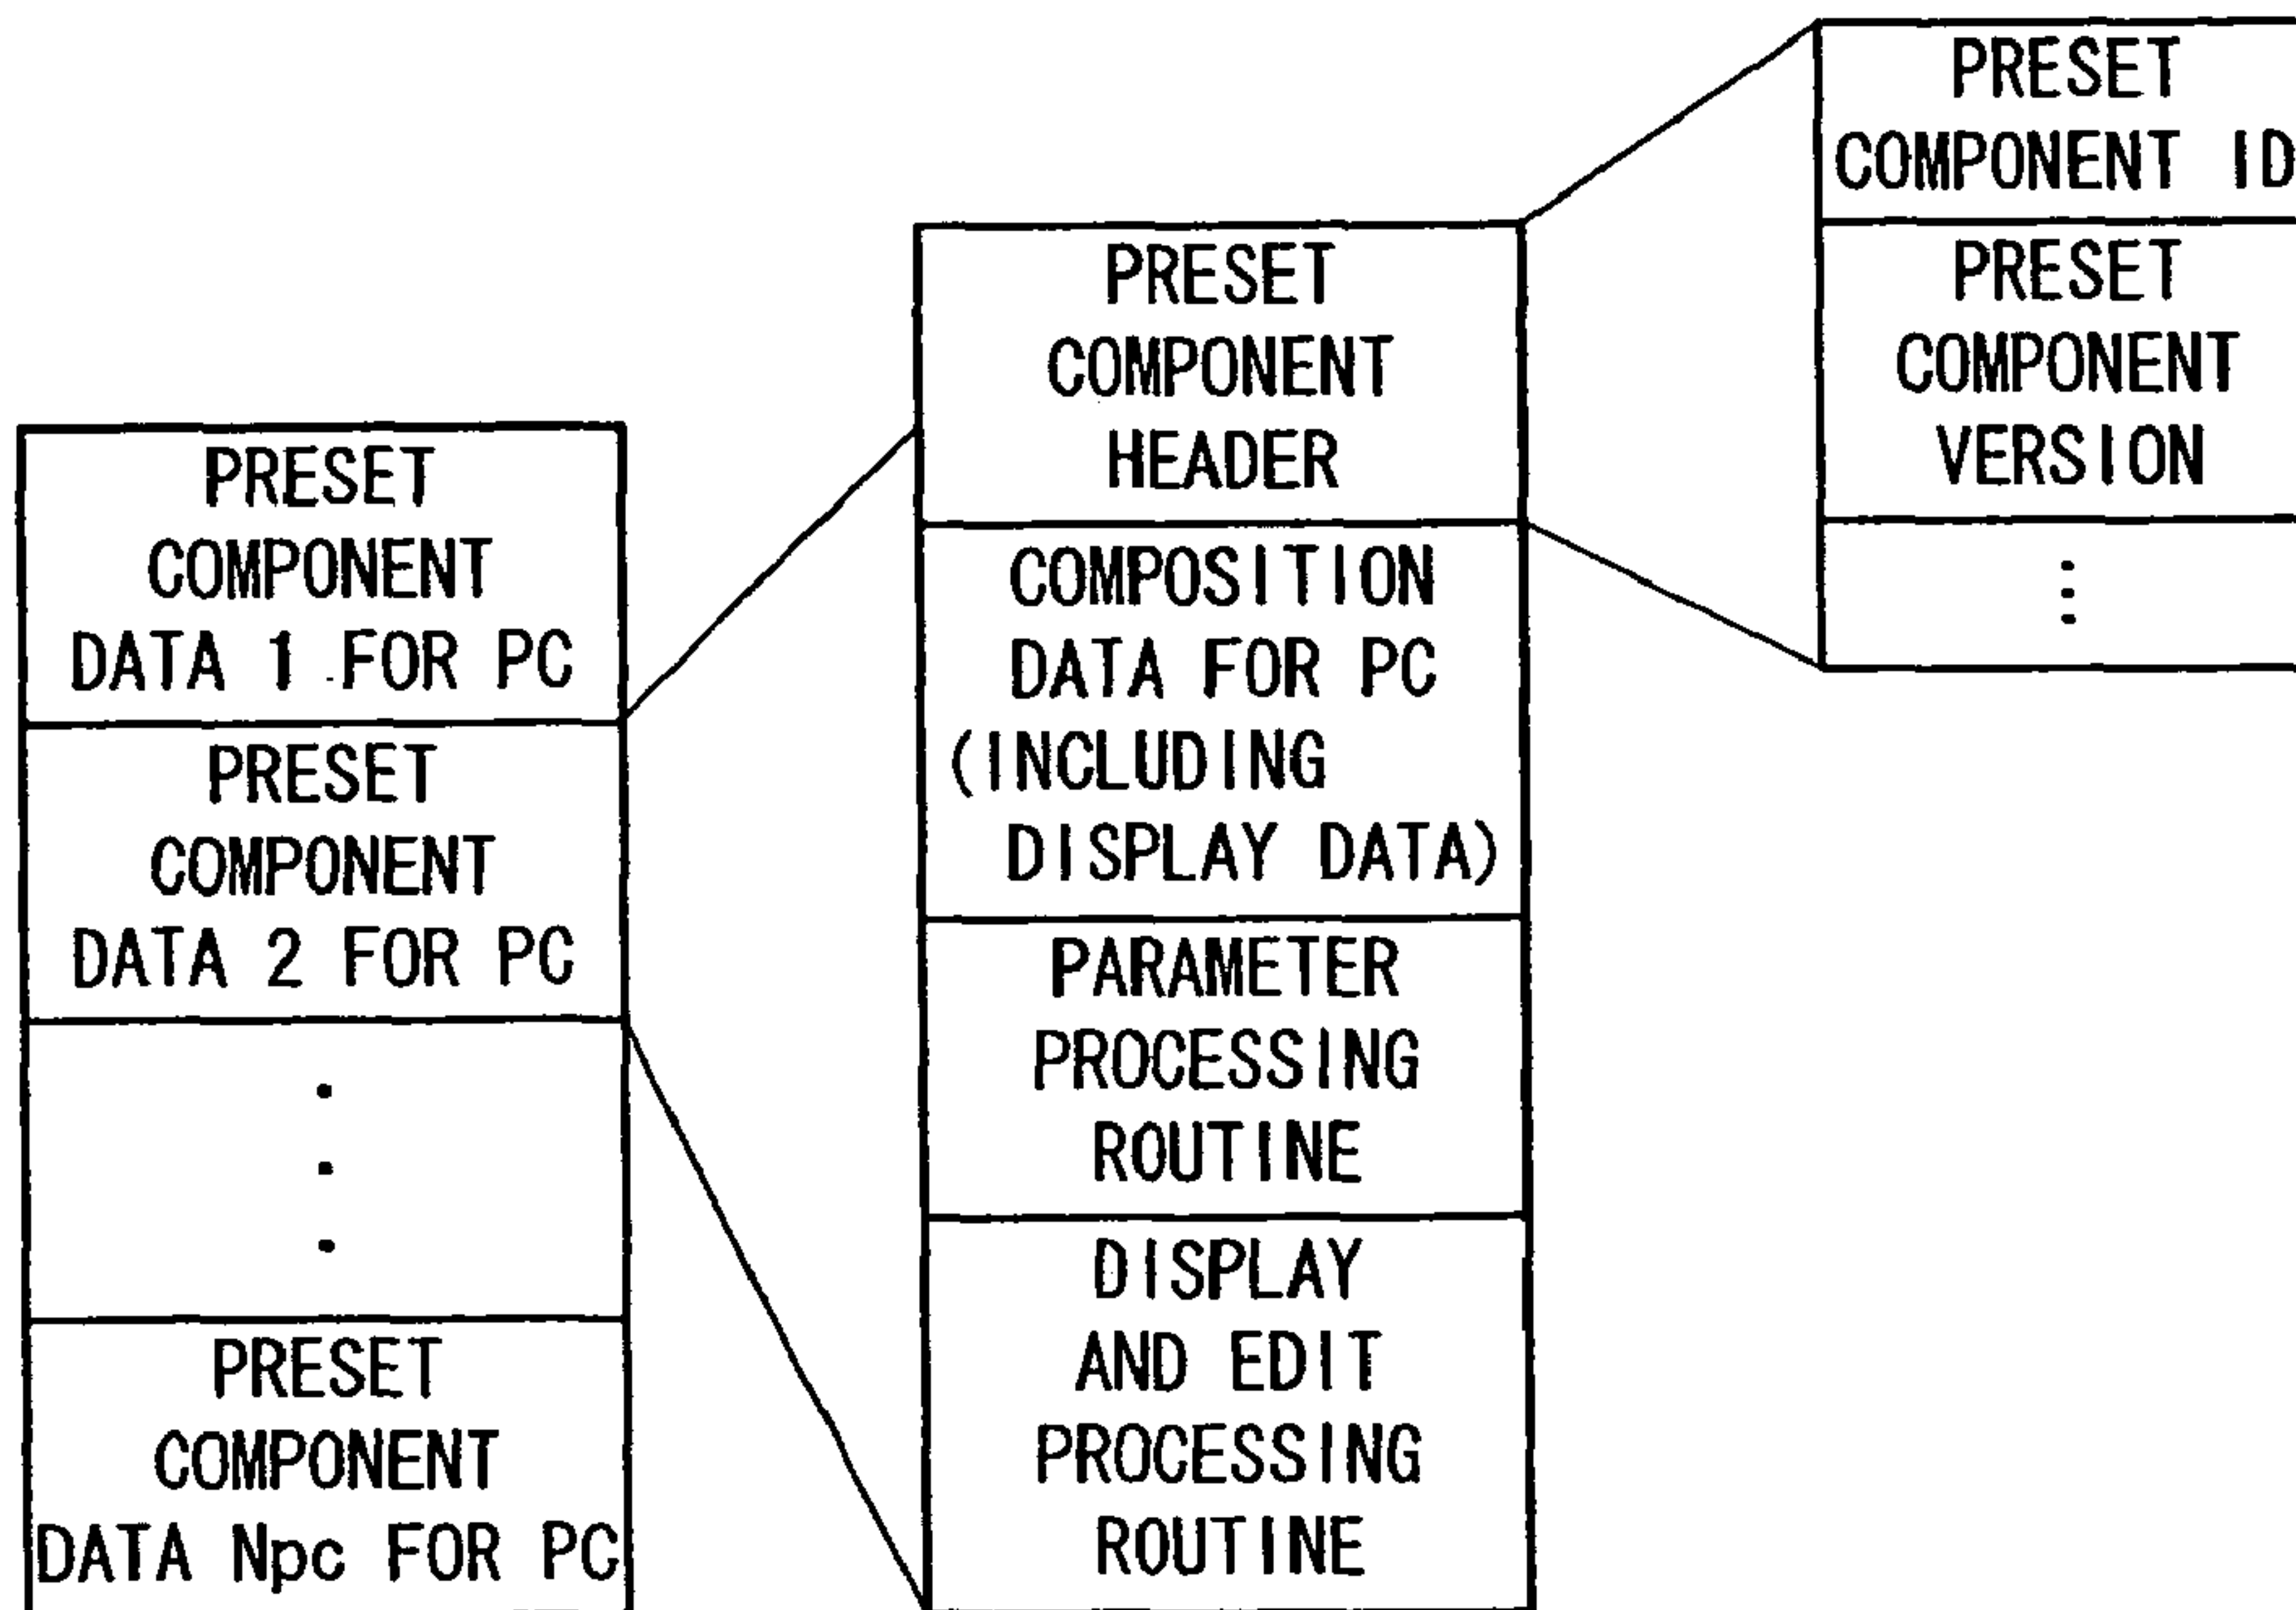 PRESET
COMPONENT
DATA 1 FOR PC
PRESET
COMPONENT
DATA 2 FOR PC
PRESET
COMPONENT
DATA Npc FOR PC
PRESET
COMPONENT
HEADER
COMPOSITION
DATA FOR PC
(INCLUDING
DISPLAY DATA)
PARAMETER
PROCESSING
ROUTINE
DISPLAY
AND EDIT
PROCESSING
ROUTINE
PRESET
COMPONENT ID
PRESET
COMPONENT
VERSION